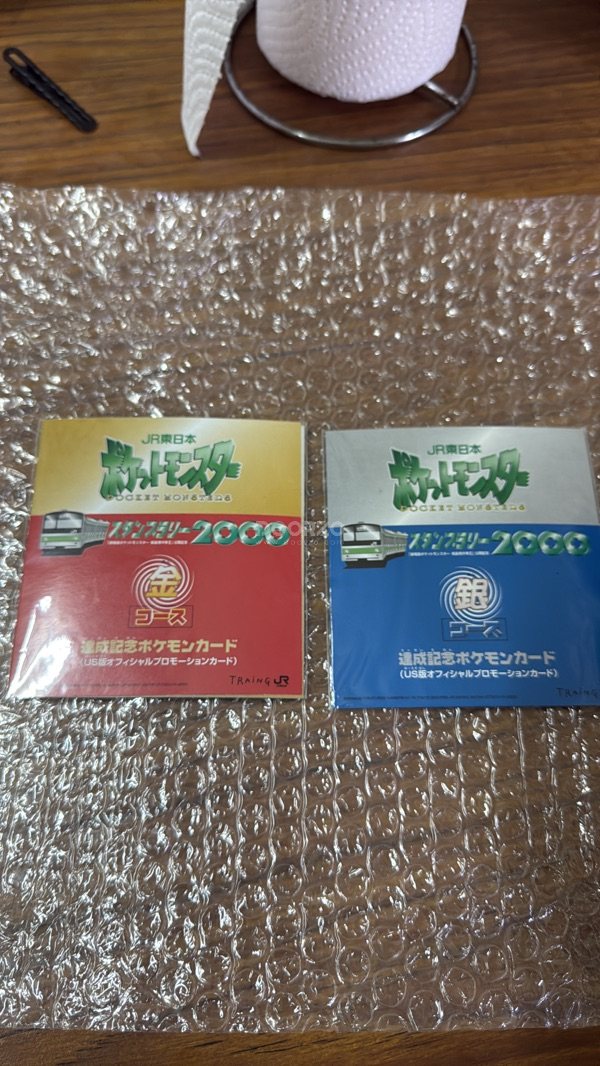 JR東日本
ポケットモンスター
POCKET MONSTERS
スタンプラリー2000
金
コース
達成記念ポケモンカード
(US版オフィシャルプロモーションカード)
TRAING JR
JR東日本
ポケットモンスター
POCKET MONSTERS
スタンプラリー2000
銀
コース
達成記念ポケモンカード
(US版オフィシャルプロモーションカード)
TRAING